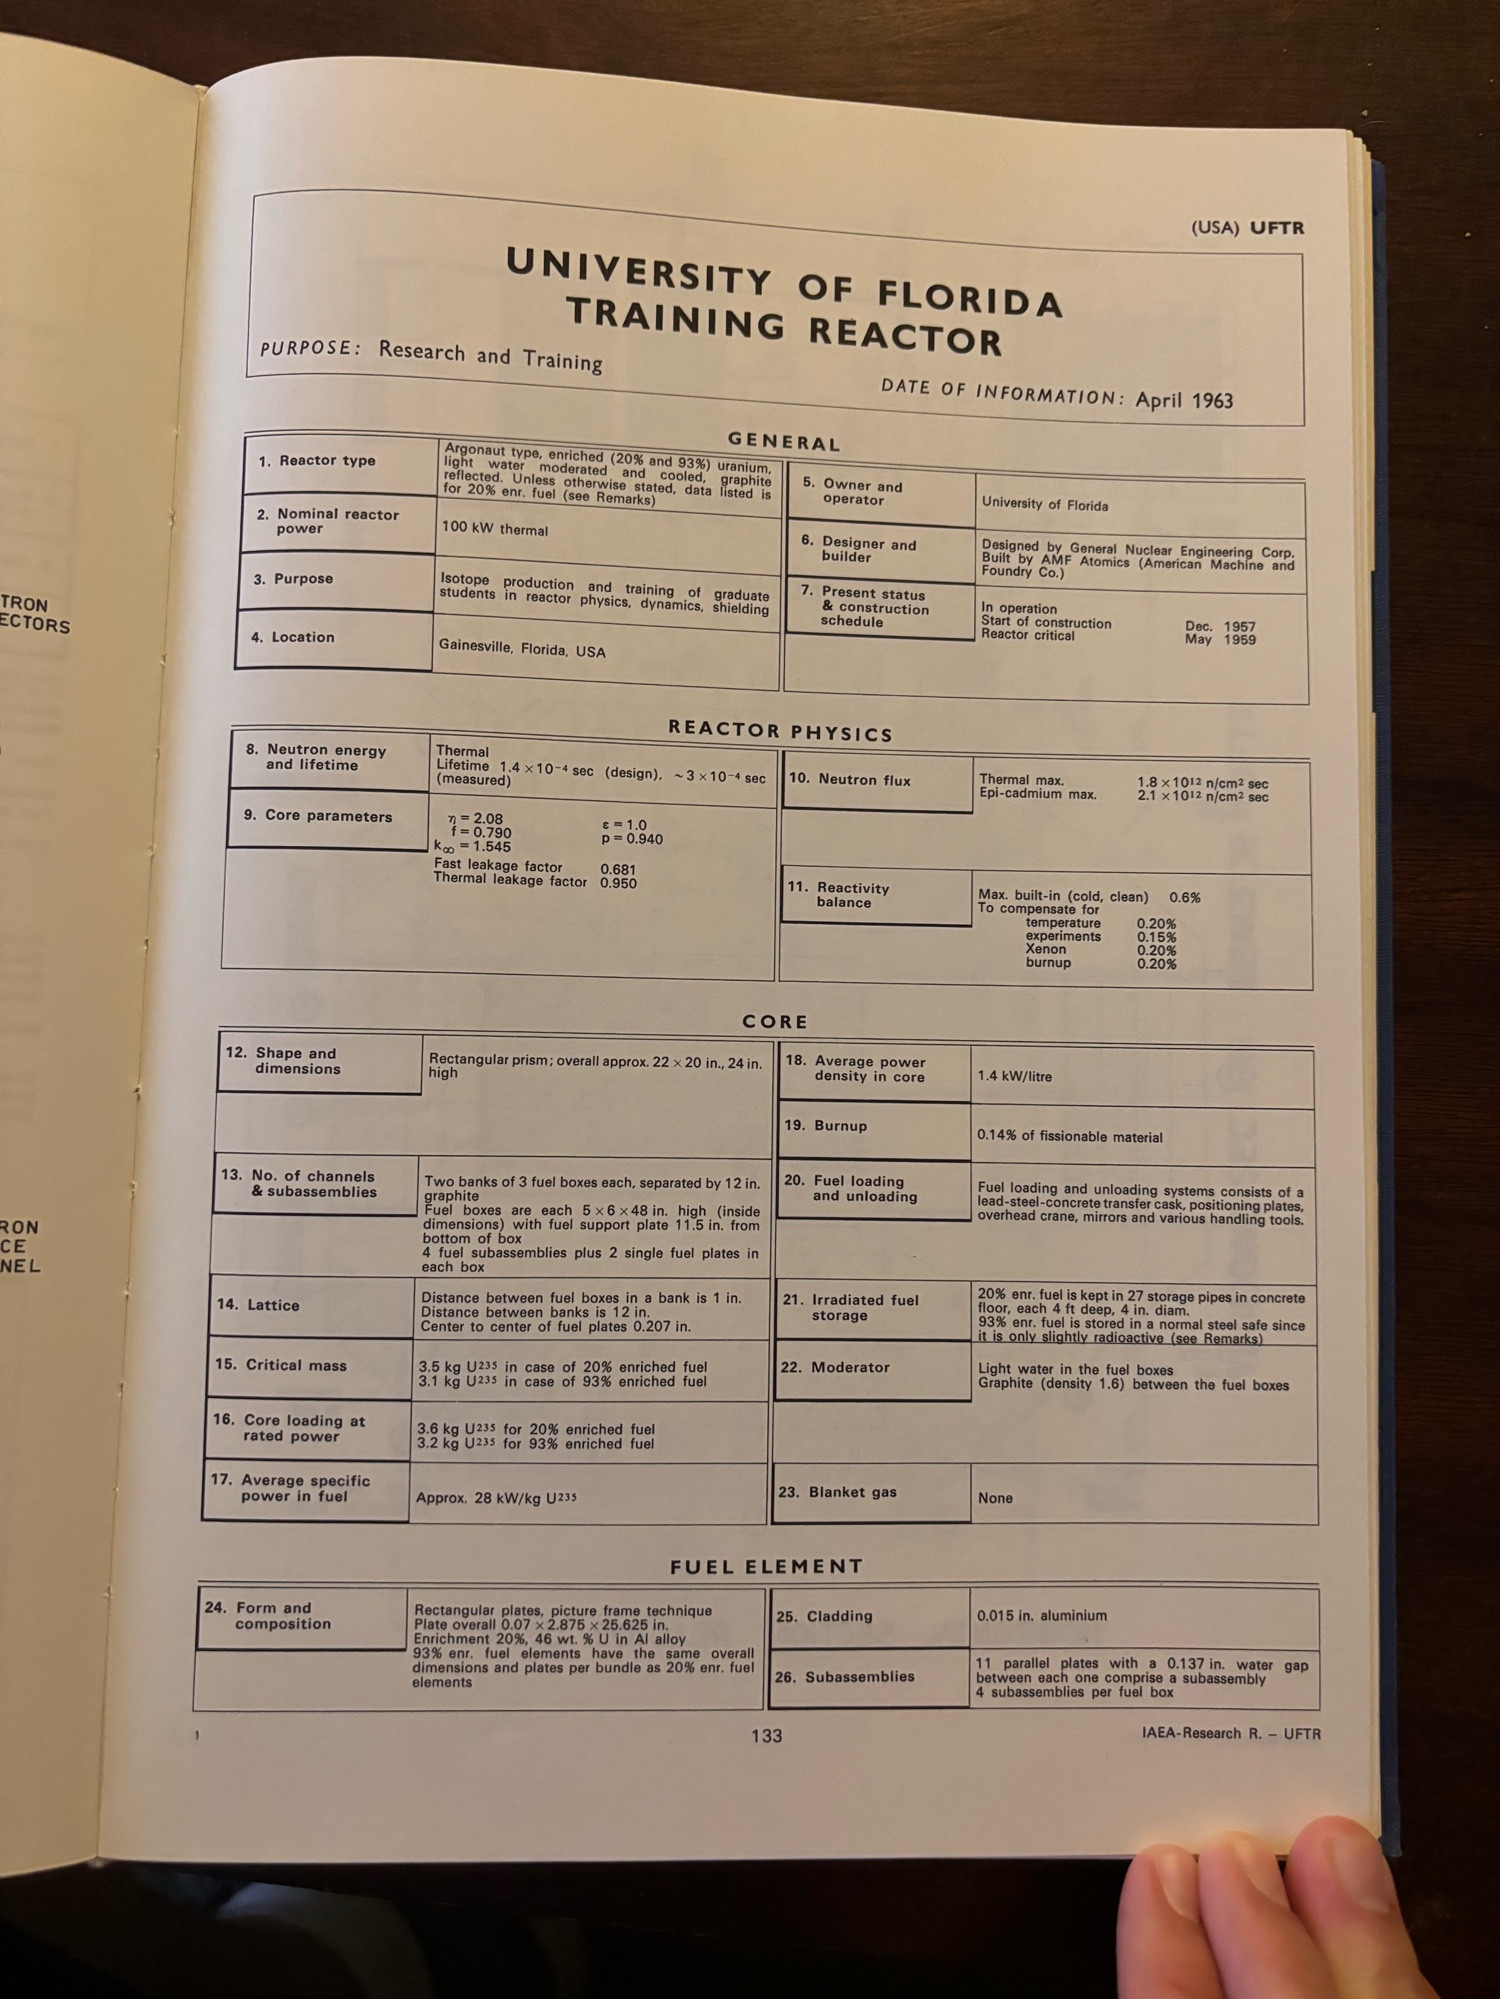 TRON
ECTORS
RON
CE
NEL
(USA) UFTR
UNIVERSITY OF FLORIDA
TRAINING REACTOR
PURPOSE: Research and Training
DATE OF INFORMATION: April 1963
GENERAL
1. Reactor type
Argonaut type, enriched (20% and 93%) uranium,
light water moderated and cooled, graphite
reflected. Unless otherwise stated, data listed is
for 20% enr. fuel (see Remarks)
2. Nominal reactor
power
100 kW thermal
3. Purpose
Isotope production and training of graduate
students in reactor physics, dynamics, shielding
4. Location
Gainesville, Florida, USA
5. Owner and
operator
University of Florida
6. Designer and
builder
Designed by General Nuclear Engineering Corp.
Built by AMF Atomics (American Machine and
Foundry Co.)
7. Present status
& construction
schedule
In operation
Start of construction Dec. 1957
Reactor critical May 1959
REACTOR PHYSICS
8. Neutron energy
and lifetime
Thermal
Lifetime 1.4 × 10⁻⁴ sec (design), ~3 × 10⁻⁴ sec
(measured)
9. Core parameters
η = 2.08 ε = 1.0
f = 0.790 p = 0.940
k∞ = 1.545
Fast leakage factor 0.681
Thermal leakage factor 0.950
10. Neutron flux
Thermal max. 1.8 × 10¹² n/cm² sec
Epi-cadmium max. 2.1 × 10¹² n/cm² sec
11. Reactivity
balance
Max. built-in (cold, clean) 0.6%
To compensate for
temperature 0.20%
experiments 0.15%
Xenon 0.20%
burnup 0.20%
CORE
12. Shape and
dimensions
Rectangular prism; overall approx. 22 × 20 in., 24 in.
high
13. No. of channels
& subassemblies
Two banks of 3 fuel boxes each, separated by 12 in.
graphite
Fuel boxes are each 5 × 6 × 48 in. high (inside
dimensions) with fuel support plate 11.5 in. from
bottom of box
4 fuel subassemblies plus 2 single fuel plates in
each box
14. Lattice
Distance between fuel boxes in a bank is 1 in.
Distance between banks is 12 in.
Center to center of fuel plates 0.207 in.
15. Critical mass
3.5 kg U²³⁵ in case of 20% enriched fuel
3.1 kg U²³⁵ in case of 93% enriched fuel
16. Core loading at
rated power
3.6 kg U²³⁵ for 20% enriched fuel
3.2 kg U²³⁵ for 93% enriched fuel
17. Average specific
power in fuel
Approx. 28 kW/kg U²³⁵
18. Average power
density in core
1.4 kW/litre
19. Burnup
0.14% of fissionable material
20. Fuel loading
and unloading
Fuel loading and unloading systems consists of a
lead-steel-concrete transfer cask, positioning plates,
overhead crane, mirrors and various handling tools.
21. Irradiated fuel
storage
20% enr. fuel is kept in 27 storage pipes in concrete
floor, each 4 ft deep, 4 in. diam.
93% enr. fuel is stored in a normal steel safe since
it is only slightly radioactive (see Remarks)
22. Moderator
Light water in the fuel boxes
Graphite (density 1.6) between the fuel boxes
23. Blanket gas
None
FUEL ELEMENT
24. Form and
composition
Rectangular plates, picture frame technique
Plate overall 0.07 × 2.875 × 25.625 in.
Enrichment 20%, 46 wt. % U in Al alloy
93% enr. fuel elements have the same overall
dimensions and plates per bundle as 20% enr. fuel
elements
25. Cladding
0.015 in. aluminium
26. Subassemblies
11 parallel plates with a 0.137 in. water gap
between each one comprise a subassembly
4 subassemblies per fuel box
1
133
IAEA-Research R. – UFTR